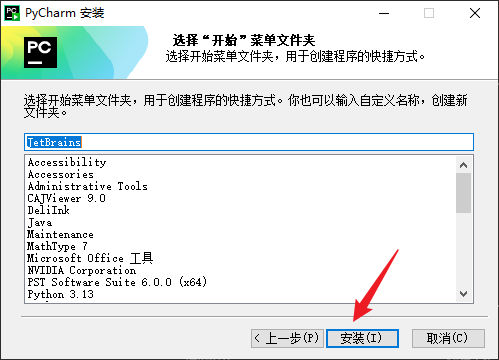 PyCharm 安装
PC
选择“开始”菜单文件夹
选择开始菜单文件夹，用于创建程序的快捷方式。
选择开始菜单文件夹，用于创建程序的快捷方式。你也可以输入自定义名称，创建新
文件夹。
JetBrains
Accessibility
Accessories
Administrative Tools
CAJViewer 9.0
DeliInk
Java
Maintenance
MathType 7
Microsoft Office 工具
NVIDIA Corporation
PST Software Suite 6.0.0 (x64)
Python 3.13
< 上一步(P)
安装(I)
取消(C)